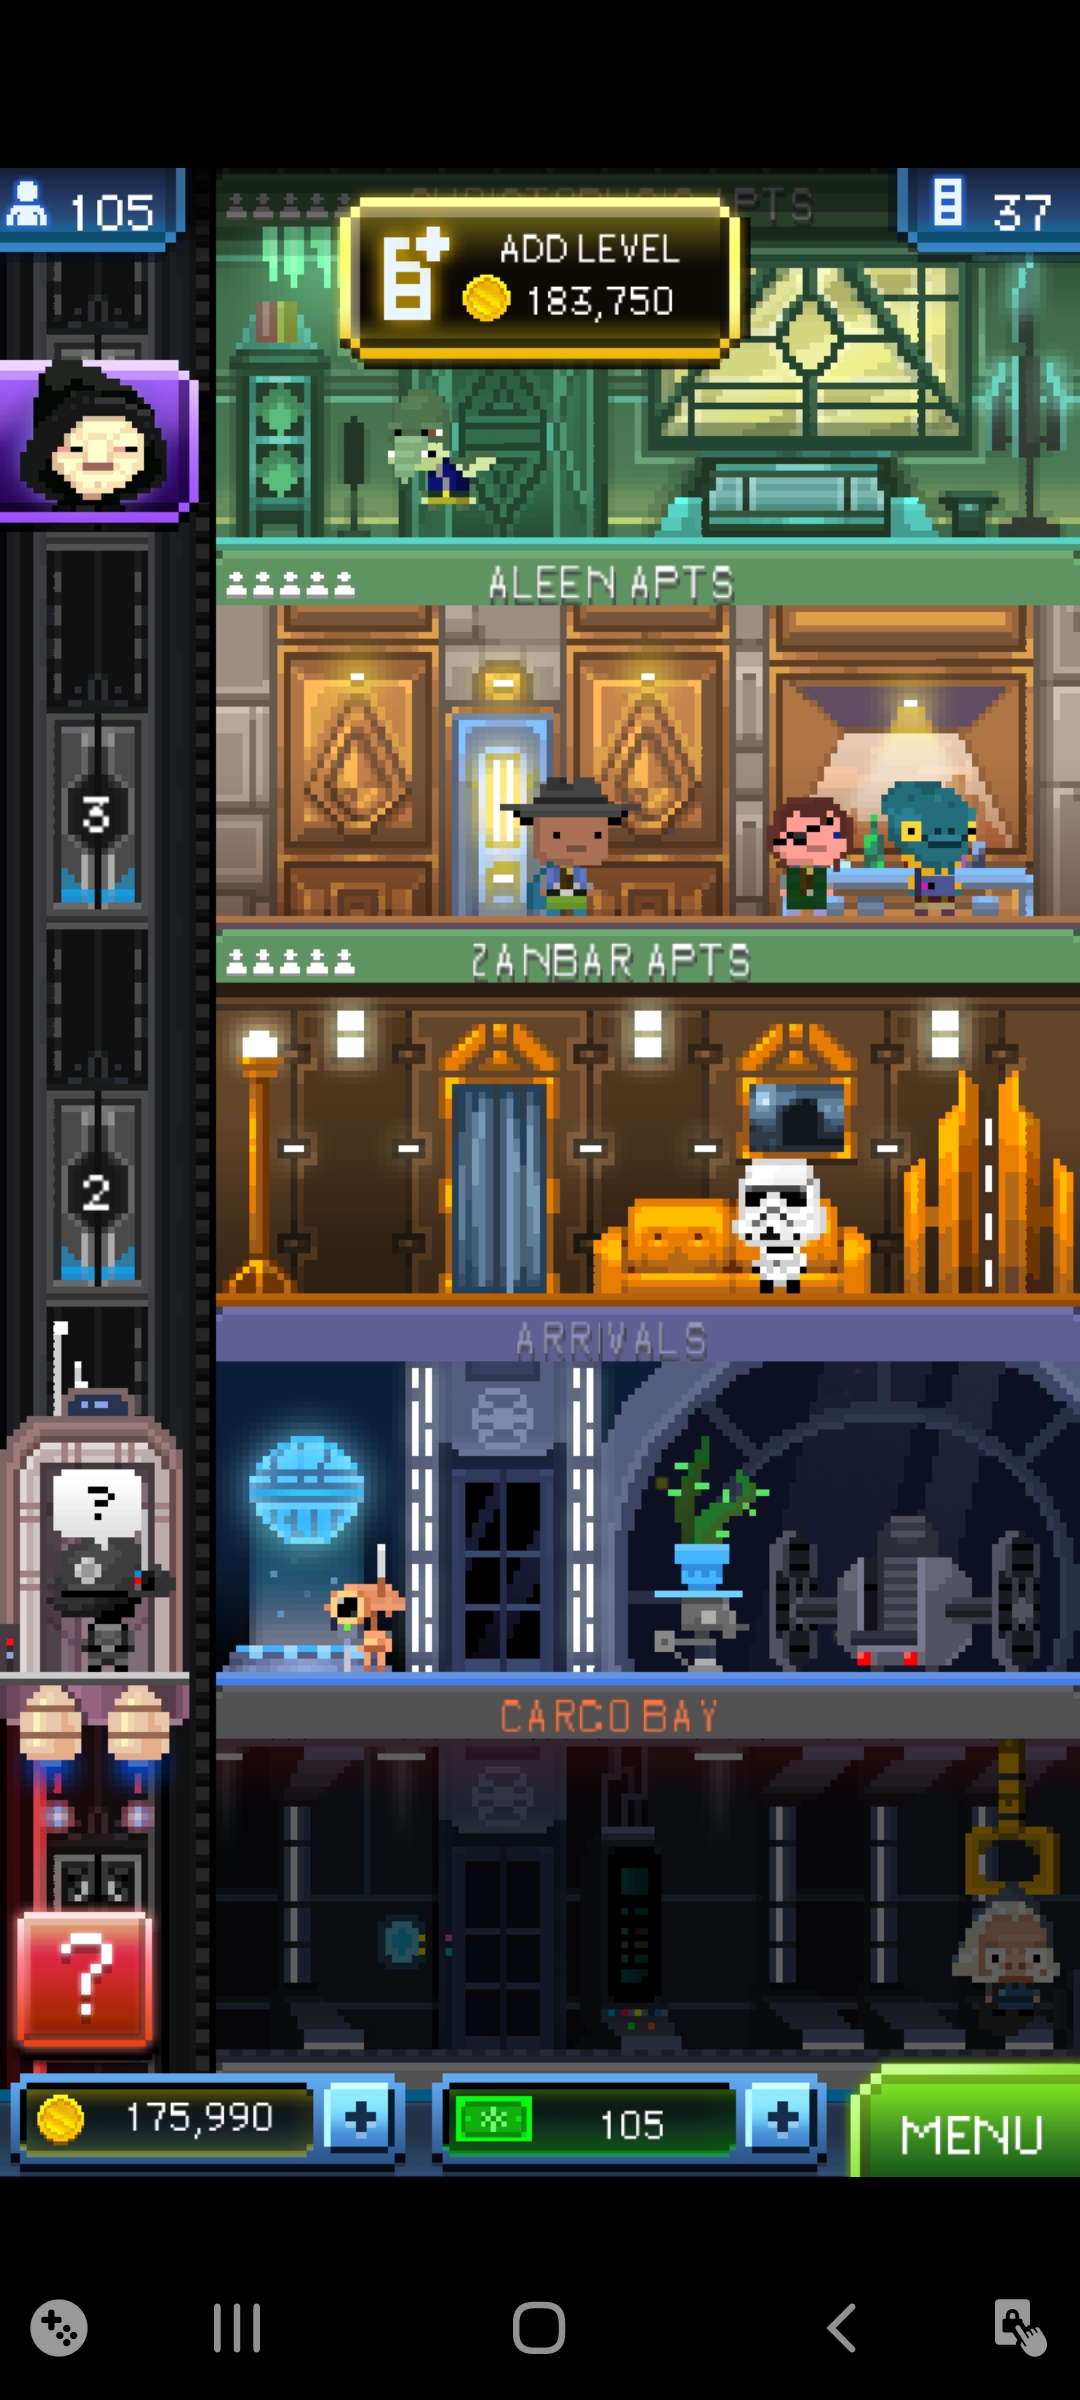 105
37
APTS
ADD LEVEL
183,750
ALEEN APTS
3
ZANBAR APTS
2
ARRIVALS
?
CARGO BAY
?
175,990
+
105
+
MENU